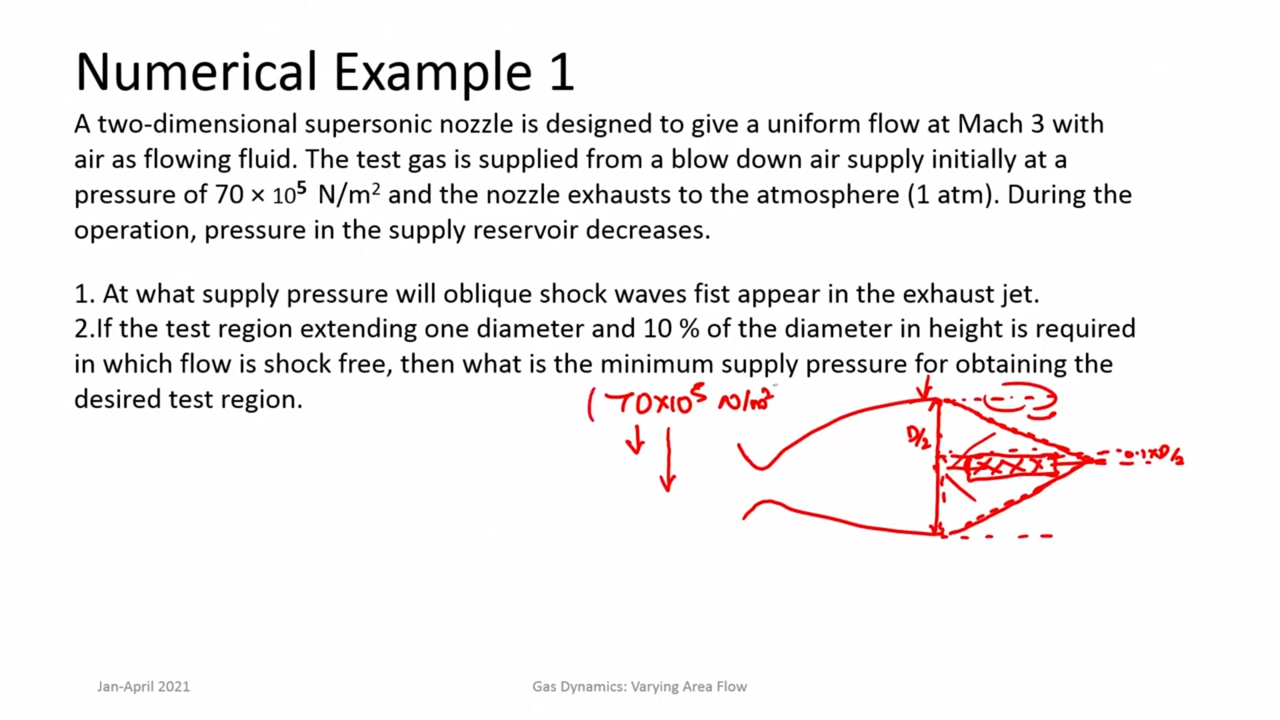 Numerical Example 1
A two-dimensional supersonic nozzle is designed to give a uniform flow at Mach 3 with
air as flowing fluid. The test gas is supplied from a blow down air supply initially at a
pressure of 70 × 10⁵ N/m² and the nozzle exhausts to the atmosphere (1 atm). During the
operation, pressure in the supply reservoir decreases.
1. At what supply pressure will oblique shock waves fist appear in the exhaust jet.
2.If the test region extending one diameter and 10 % of the diameter in height is required
in which flow is shock free, then what is the minimum supply pressure for obtaining the
desired test region.
(70×10⁵ N/m²
D/2
0.1×D/2
Jan-April 2021
Gas Dynamics: Varying Area Flow